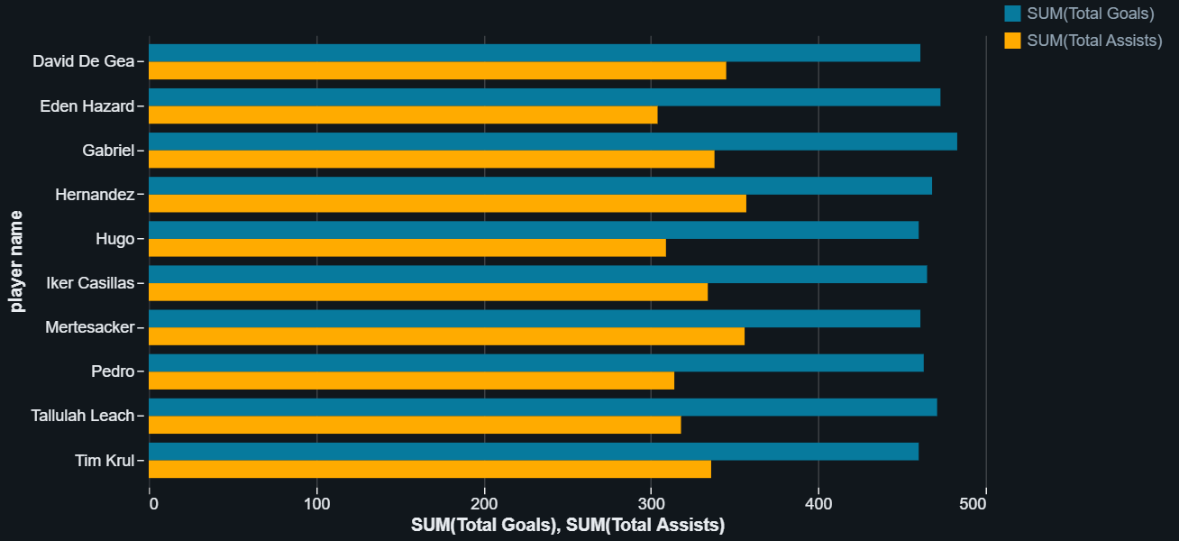 SUM(Total Goals)
SUM(Total Assists)
David De Gea
Eden Hazard
Gabriel
Hernandez
Hugo
Iker Casillas
Mertesacker
Pedro
Tallulah Leach
Tim Krul
player name
0 100 200 300 400 500
SUM(Total Goals), SUM(Total Assists)